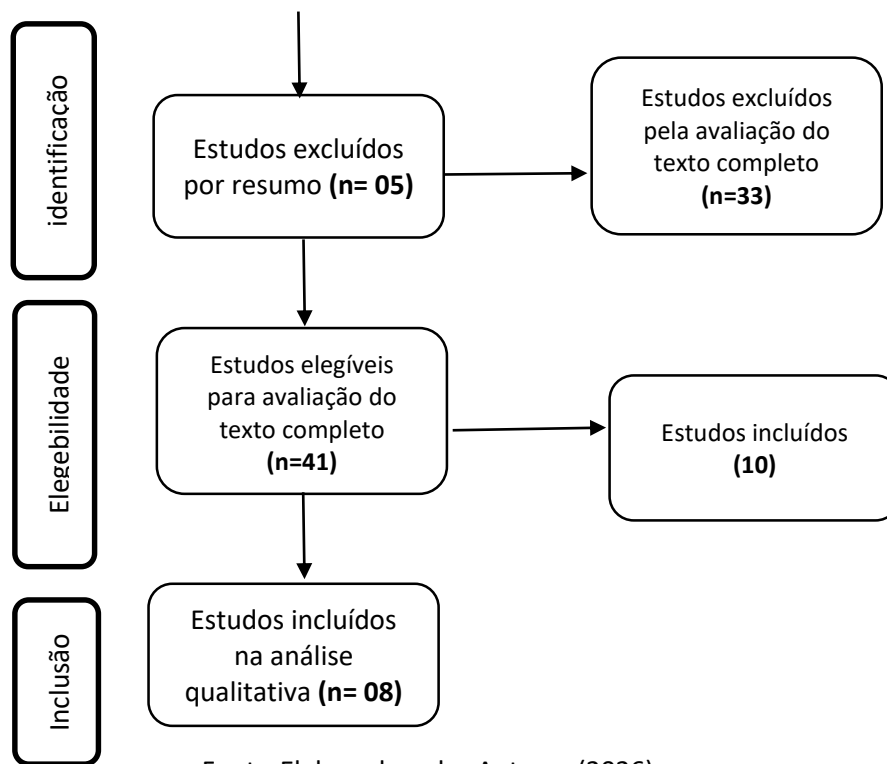 identificação
Estudos excluídos
por resumo (n= 05)
Estudos excluídos
pela avaliação do
texto completo
(n=33)
Elegebilidade
Estudos elegíveis
para avaliação do
texto completo
(n=41)
Estudos incluídos
(10)
Inclusão
Estudos incluídos
na análise
qualitativa (n= 08)